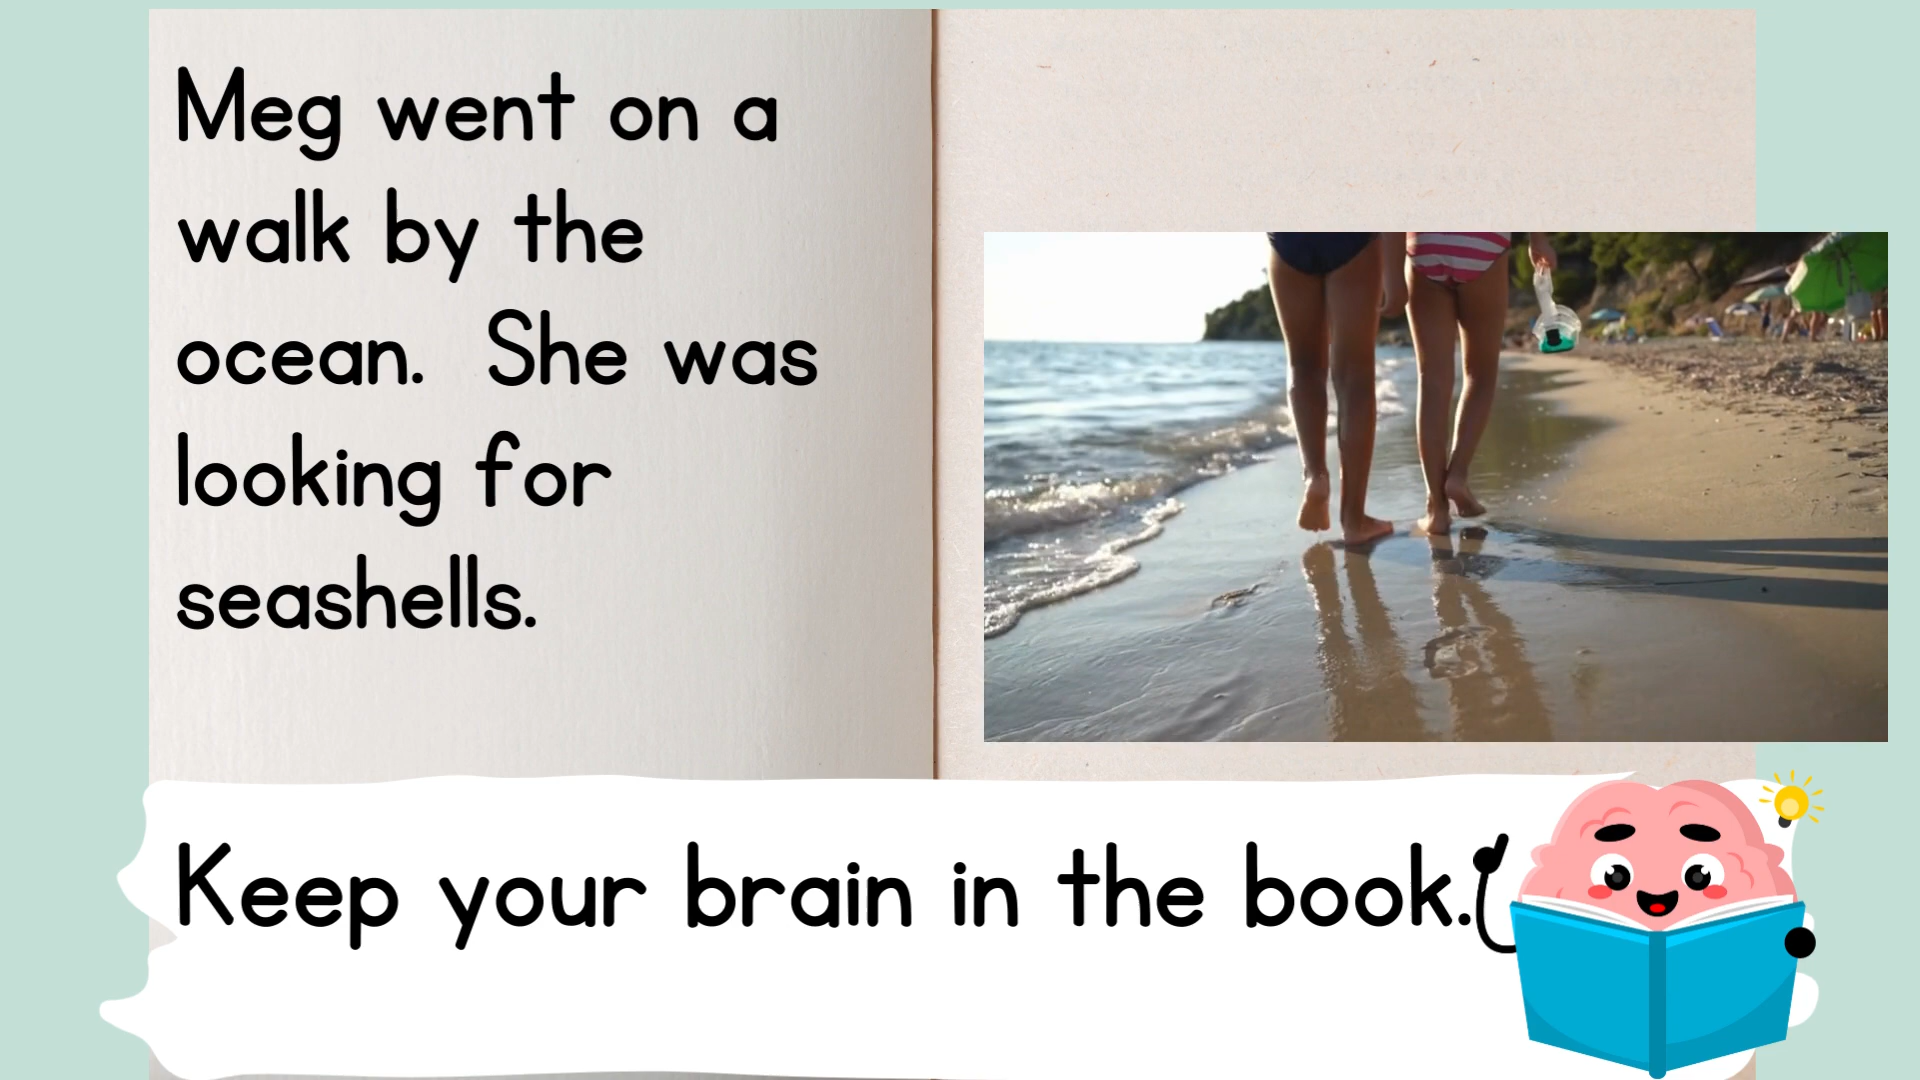 Meg went on a
walk by the
ocean.  She was
looking for
seashells.
Keep your brain in the book.